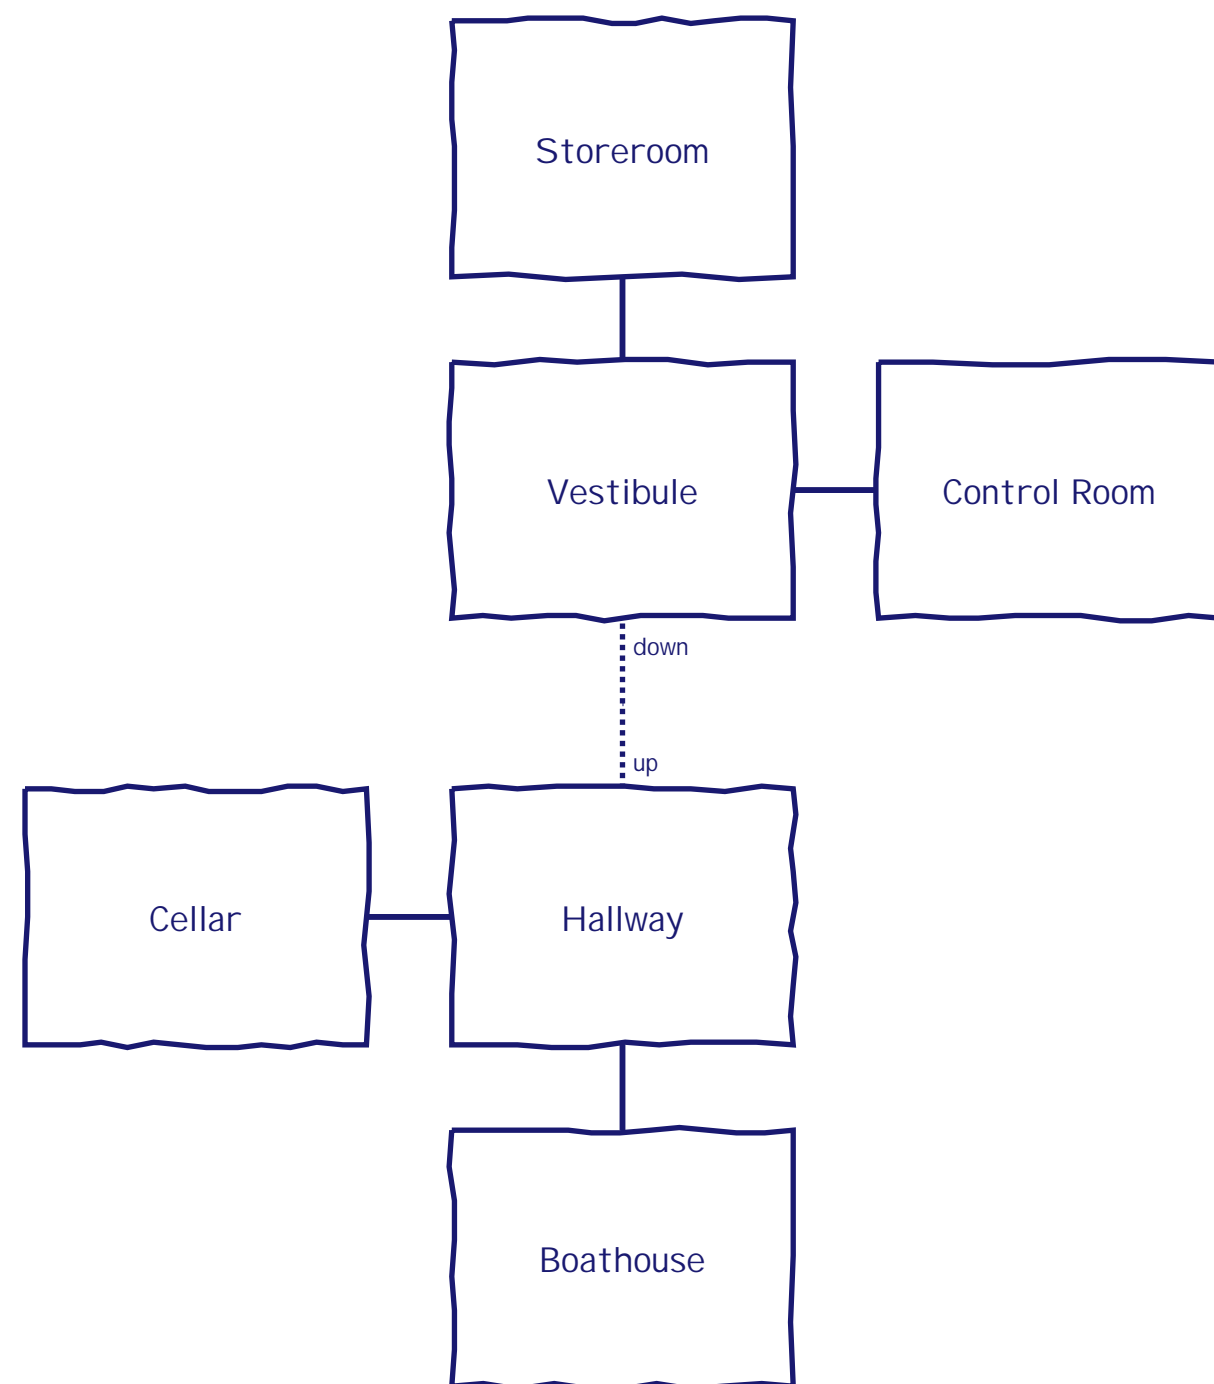 Storeroom
Vestibule
Control Room
down
up
Cellar
Hallway
Boathouse